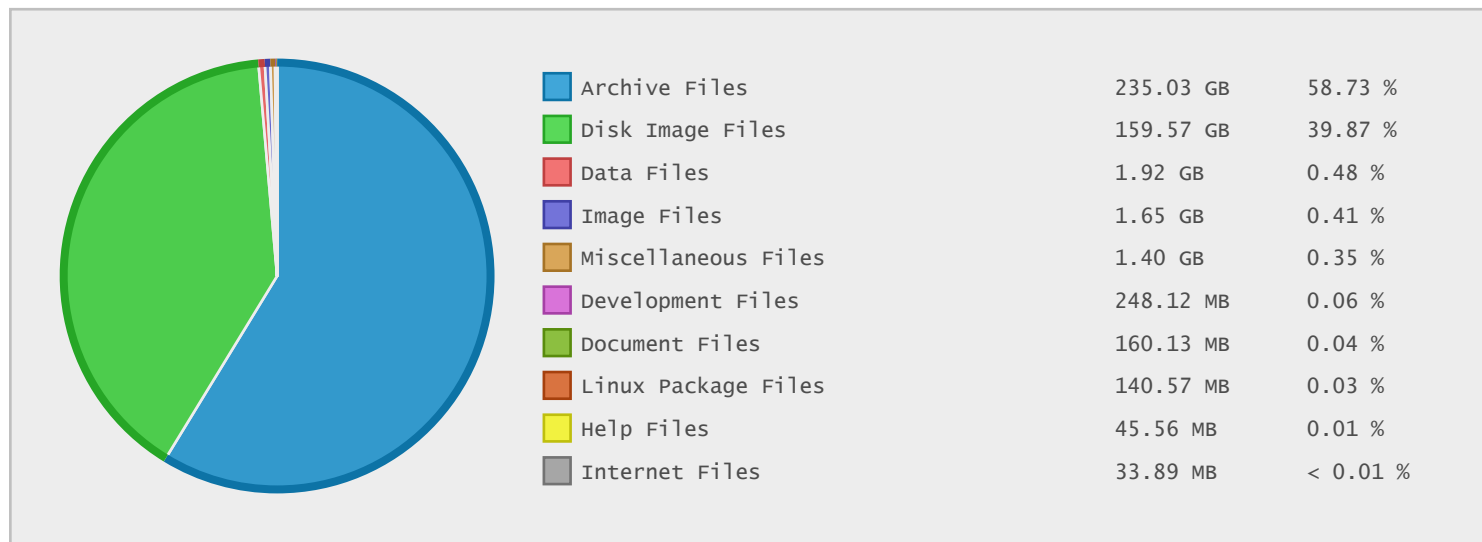 Archive Files 235.03 GB 58.73 %
Disk Image Files 159.57 GB 39.87 %
Data Files 1.92 GB 0.48 %
Image Files 1.65 GB 0.41 %
Miscellaneous Files 1.40 GB 0.35 %
Development Files 248.12 MB 0.06 %
Document Files 160.13 MB 0.04 %
Linux Package Files 140.57 MB 0.03 %
Help Files 45.56 MB 0.01 %
Internet Files 33.89 MB < 0.01 %